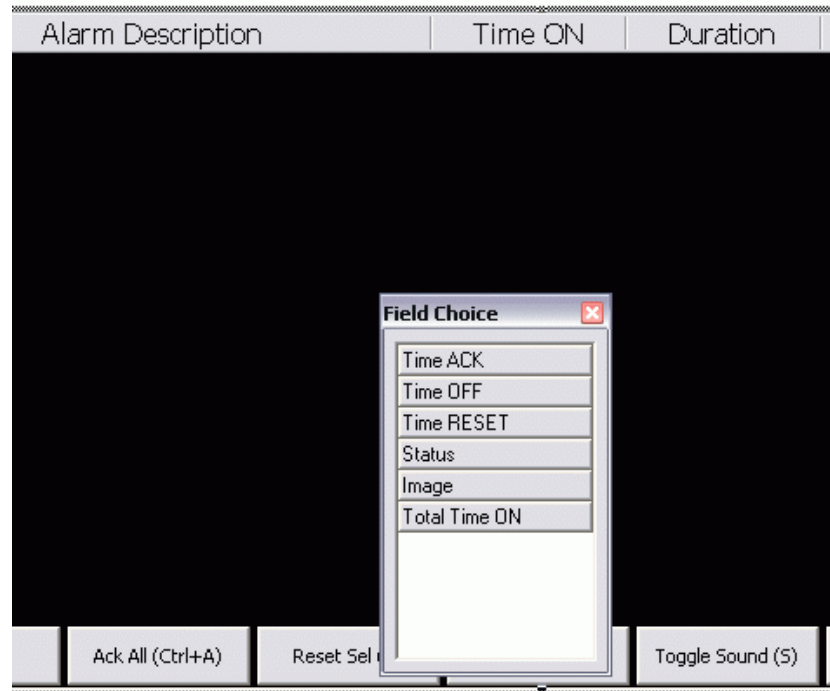 Alarm Description Time ON Duration
Field Choice
Time ACK
Time OFF
Time RESET
Status
Image
Total Time ON
Ack All (Ctrl+A) Reset Sel Toggle Sound (S)